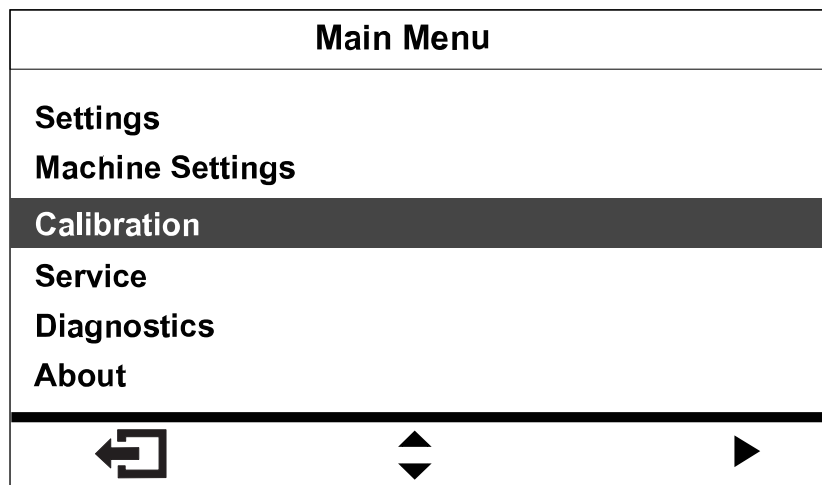 Main Menu
Settings
Machine Settings
Calibration
Service
Diagnostics
About